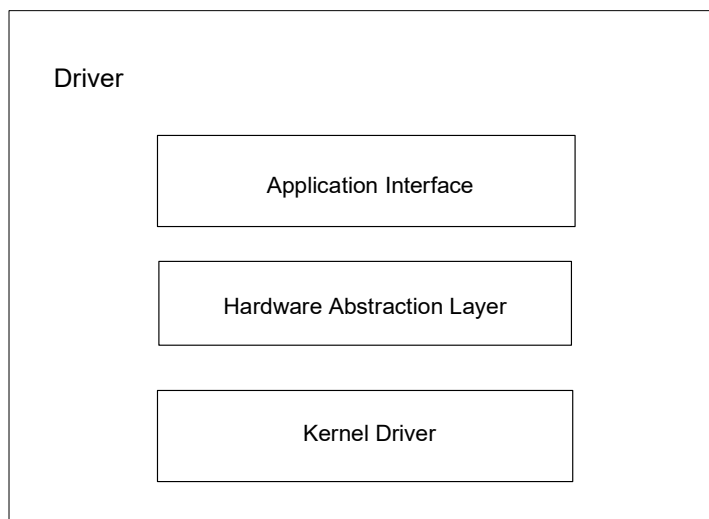 Driver
Application Interface
Hardware Abstraction Layer
Kernel Driver